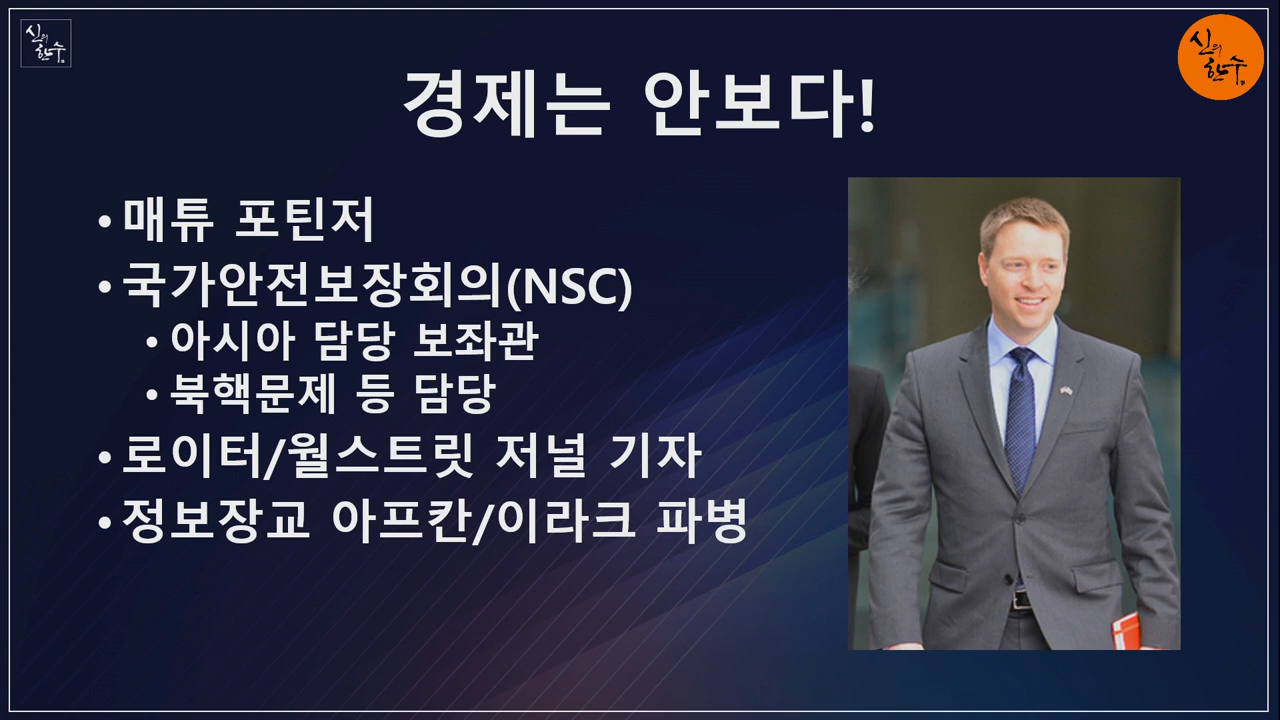 신의한수
신의한수
경제는 안보다!
• 매튜 포틴저
• 국가안전보장회의(NSC)
• 아시아 담당 보좌관
• 북핵문제 등 담당
• 로이터/월스트릿 저널 기자
• 정보장교 아프칸/이라크 파병